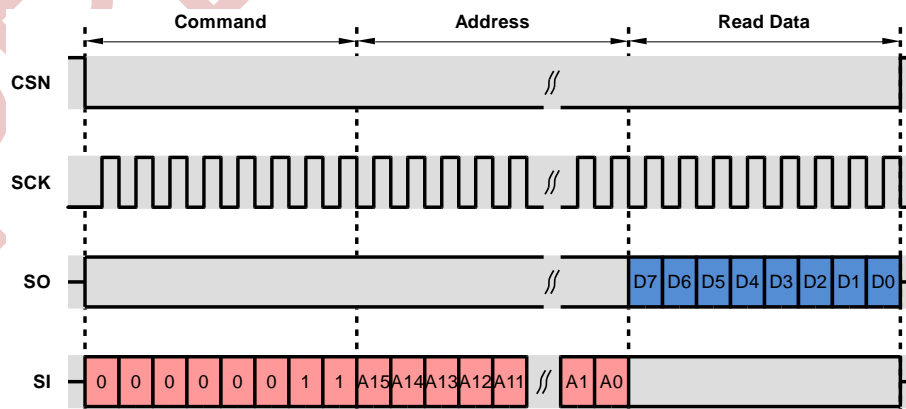 Command Address Read Data
CSN
SCK
SO D7 D6 D5 D4 D3 D2 D1 D0
SI 0 0 0 0 0 0 1 1 A15 A14 A13 A12 A11 A1 A0